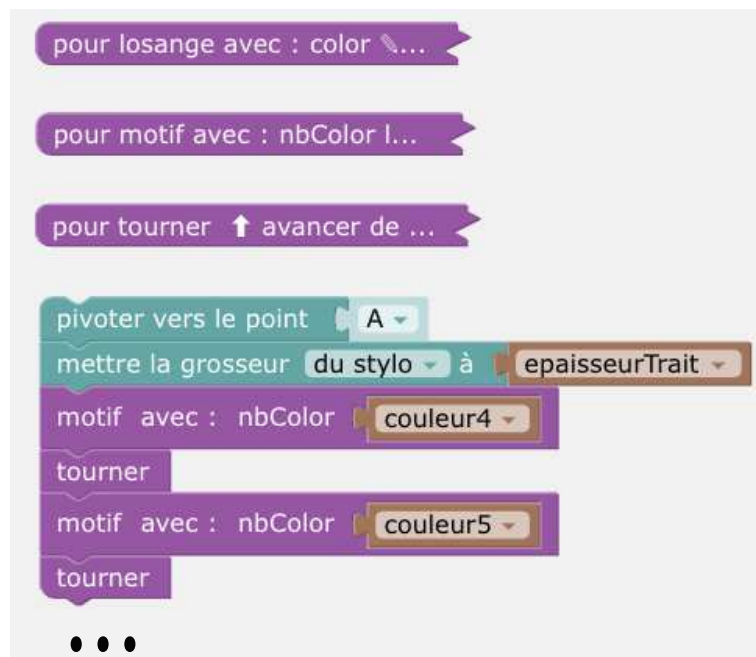 pour losange avec : color ✎...
pour motif avec : nbColor l...
pour tourner ⬆ avancer de ...
pivoter vers le point A
mettre la grosseur du stylo à epaisseurTrait
motif avec : nbColor couleur4
tourner
motif avec : nbColor couleur5
tourner
...